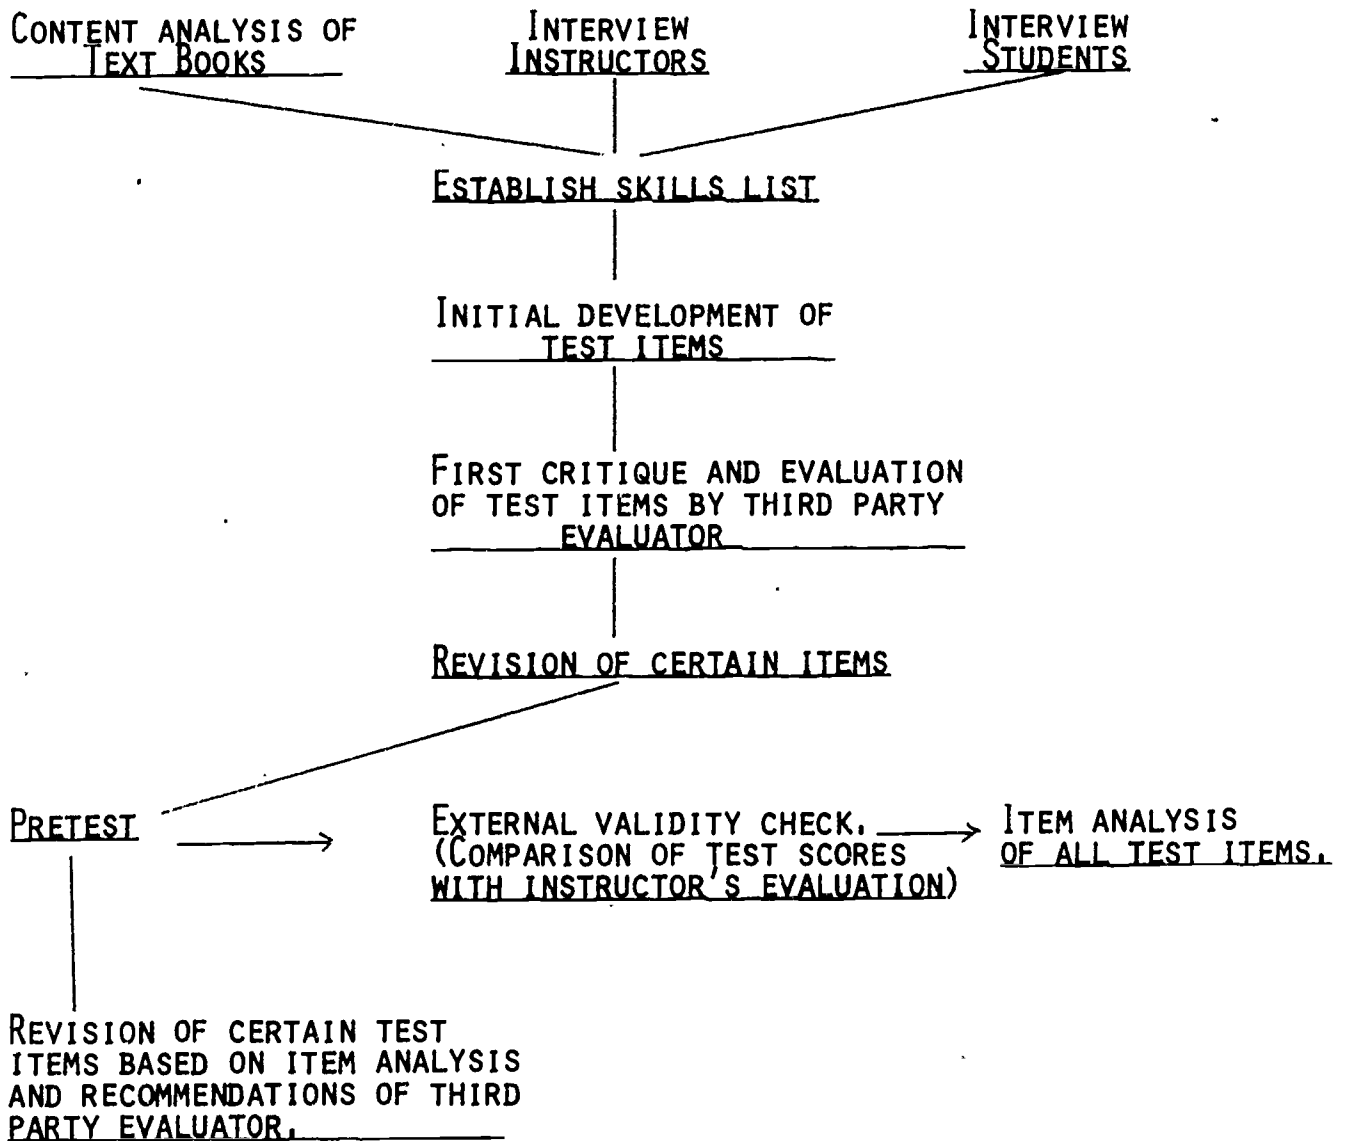 CONTENT ANALYSIS OF
TEXT BOOKS
INTERVIEW
INSTRUCTORS
INTERVIEW
STUDENTS
ESTABLISH SKILLS LIST
INITIAL DEVELOPMENT OF
TEST ITEMS
FIRST CRITIQUE AND EVALUATION
OF TEST ITEMS BY THIRD PARTY
EVALUATOR
REVISION OF CERTAIN ITEMS
PRETEST
EXTERNAL VALIDITY CHECK.
(COMPARISON OF TEST SCORES
WITH INSTRUCTOR'S EVALUATION)
ITEM ANALYSIS
OF ALL TEST ITEMS.
REVISION OF CERTAIN TEST
ITEMS BASED ON ITEM ANALYSIS
AND RECOMMENDATIONS OF THIRD
PARTY EVALUATOR.